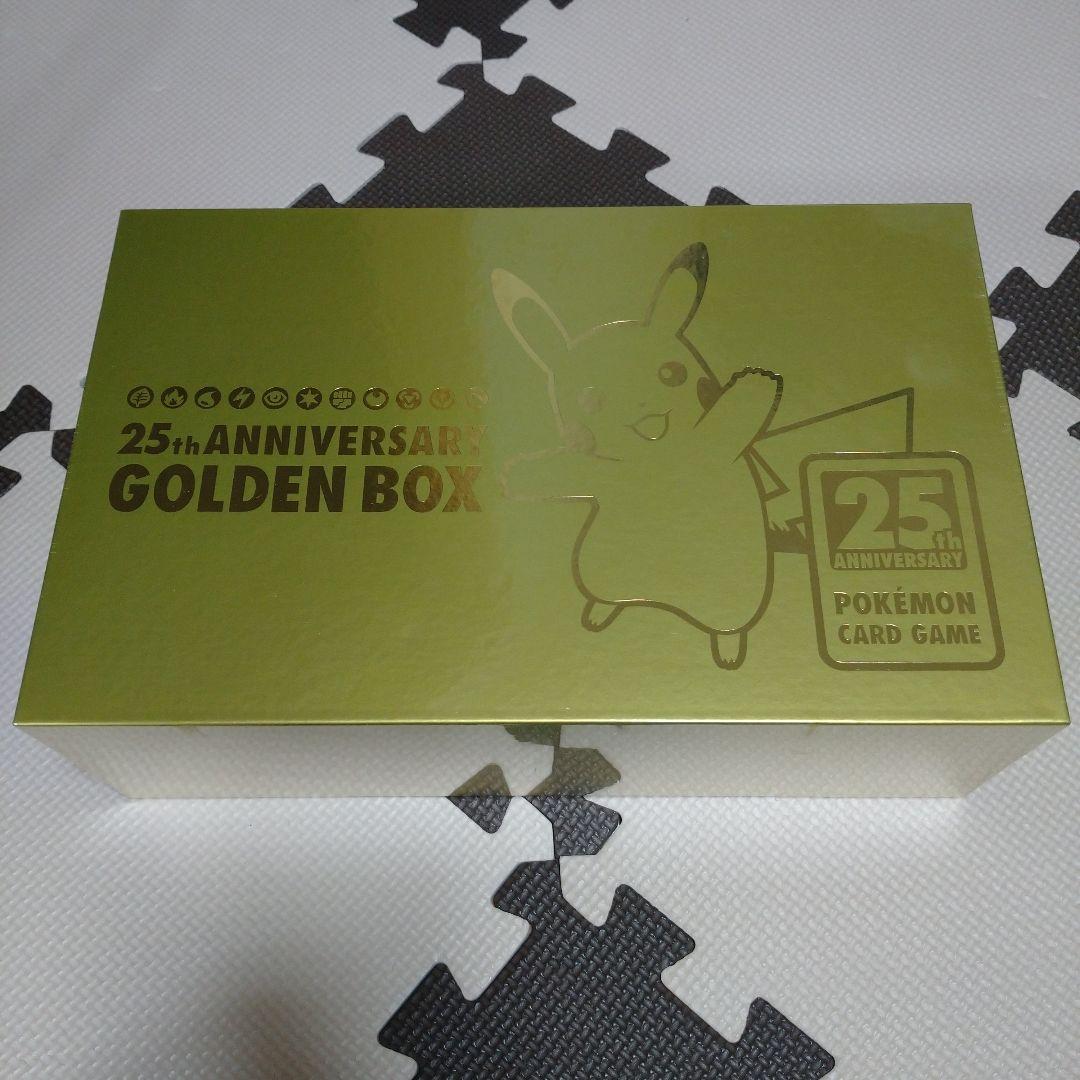 25th ANNIVERSARY
GOLDEN BOX
25th
ANNIVERSARY
POKÉMON
CARD GAME